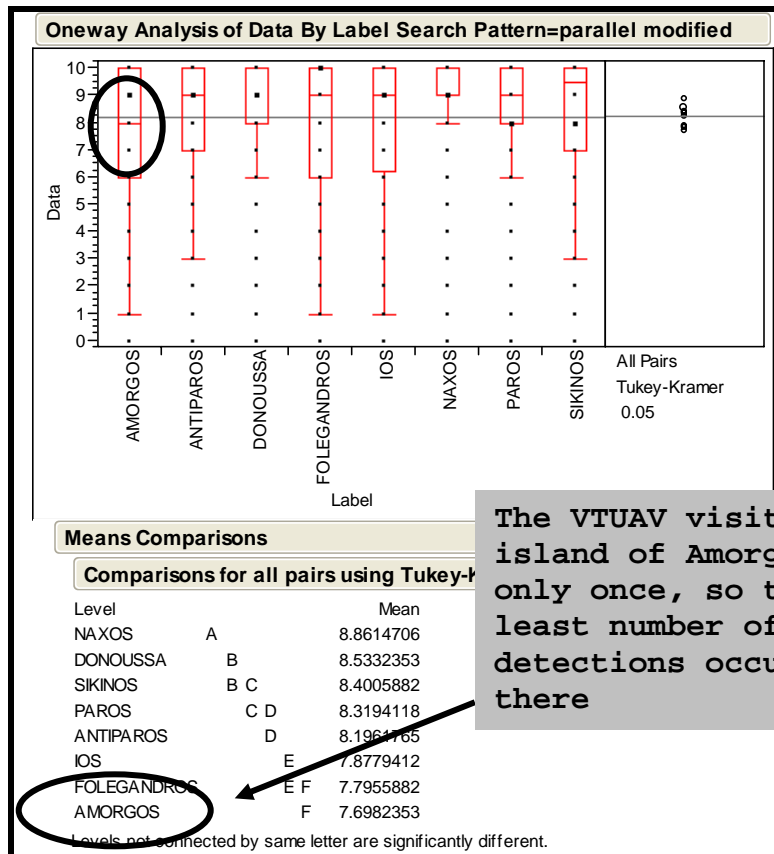 Oneway Analysis of Data By Label Search Pattern=parallel modified
10
9
8
7
6
5
4
3
2
1
0
Data
AMORGOS
ANTIPAROS
DONOUSSA
FOLEGANDROS
IOS
NAXOS
PAROS
SIKINOS
Label
All Pairs
Tukey-Kramer
0.05
Means Comparisons
Comparisons for all pairs using Tukey-K
Level Mean
NAXOS A 8.8614706
DONOUSSA B 8.5332353
SIKINOS B C 8.4005882
PAROS C D 8.3194118
ANTIPAROS D 8.1961765
IOS E 7.8779412
FOLEGANDROS E F 7.7955882
AMORGOS F 7.6982353
Levels not connected by same letter are significantly different.
The VTUAV visit
island of Amorg
only once, so t
least number of
detections occu
there